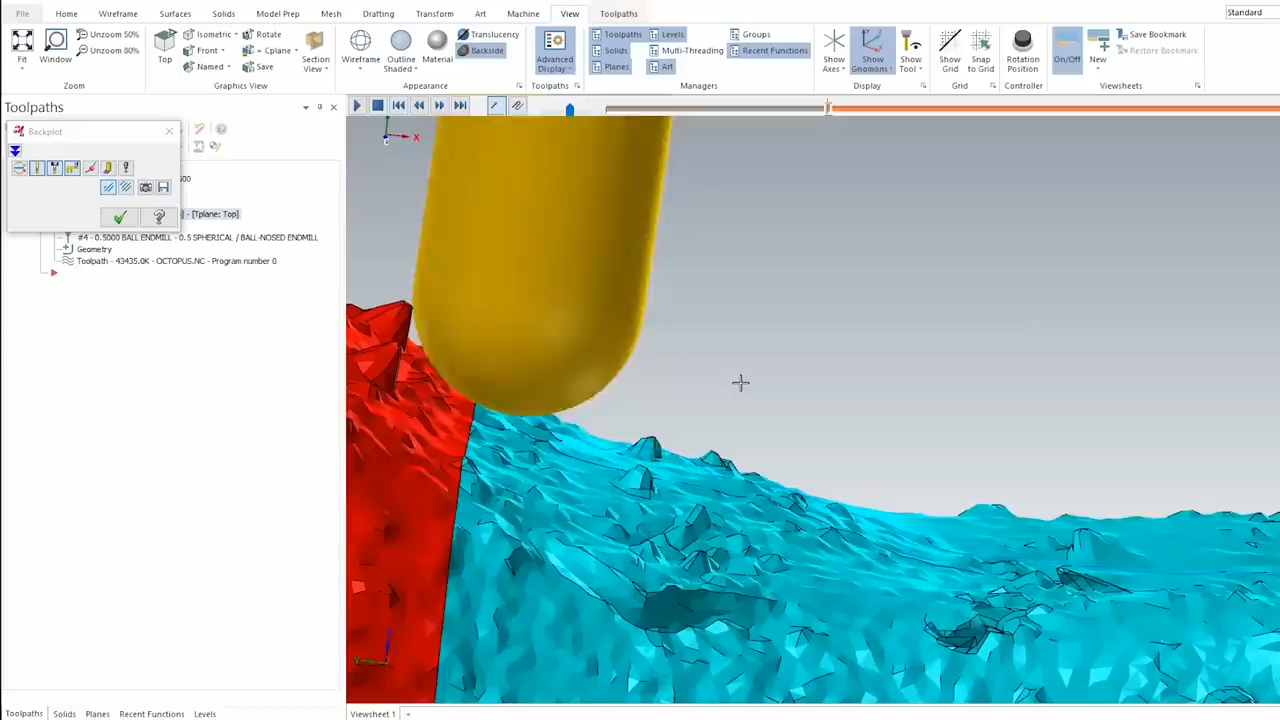 File Home Wireframe Surfaces Solids Model Prep Mesh Drafting Transform Art Machine View Toolpaths Standard
Fit Window Unzoom 50% Unzoom 80%
Zoom
Top Isometric Front Named Rotate = Cplane Save Section View
Graphics View
Wireframe Outline Shaded Material Translucency Backside
Appearance
Advanced Display
Toolpaths
Toolpaths Solids Planes Levels Multi-Threading Art Groups Recent Functions
Managers
Show Axes Show Gnomons Show Tool
Display
Show Grid Snap to Grid
Grid
Rotation Position
Controller
On/Off New Save Bookmark Restore Bookmark
Viewsheets
Toolpaths
Backplot
X
] - [Tplane: Top]
#4 - 0.5000 BALL ENDMILL - 0.5 SPHERICAL / BALL-NOSED ENDMILL
Geometry
Toolpath - 43435.0K - OCTOPUS.NC - Program number 0
Toolpaths Solids Planes Recent Functions Levels
Viewsheet 1 +